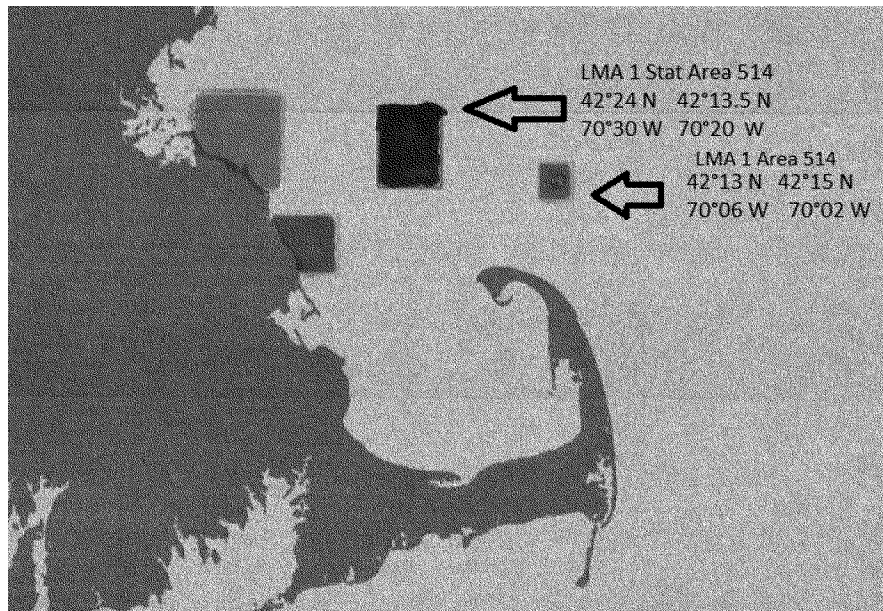 LMA 1 Stat Area 514
42°24 N 42°13.5 N
70°30 W 70°20 W
LMA 1 Area 514
42°13 N 42°15 N
70°06 W 70°02 W